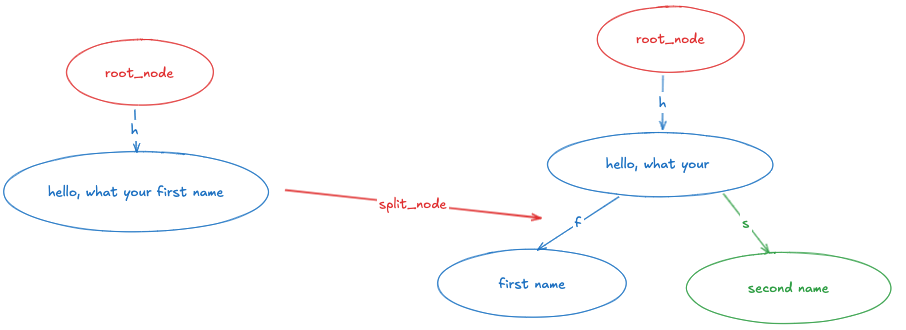 root_node
h
hello, what your first name
split_node
root_node
h
hello, what your
f
s
first name
second name